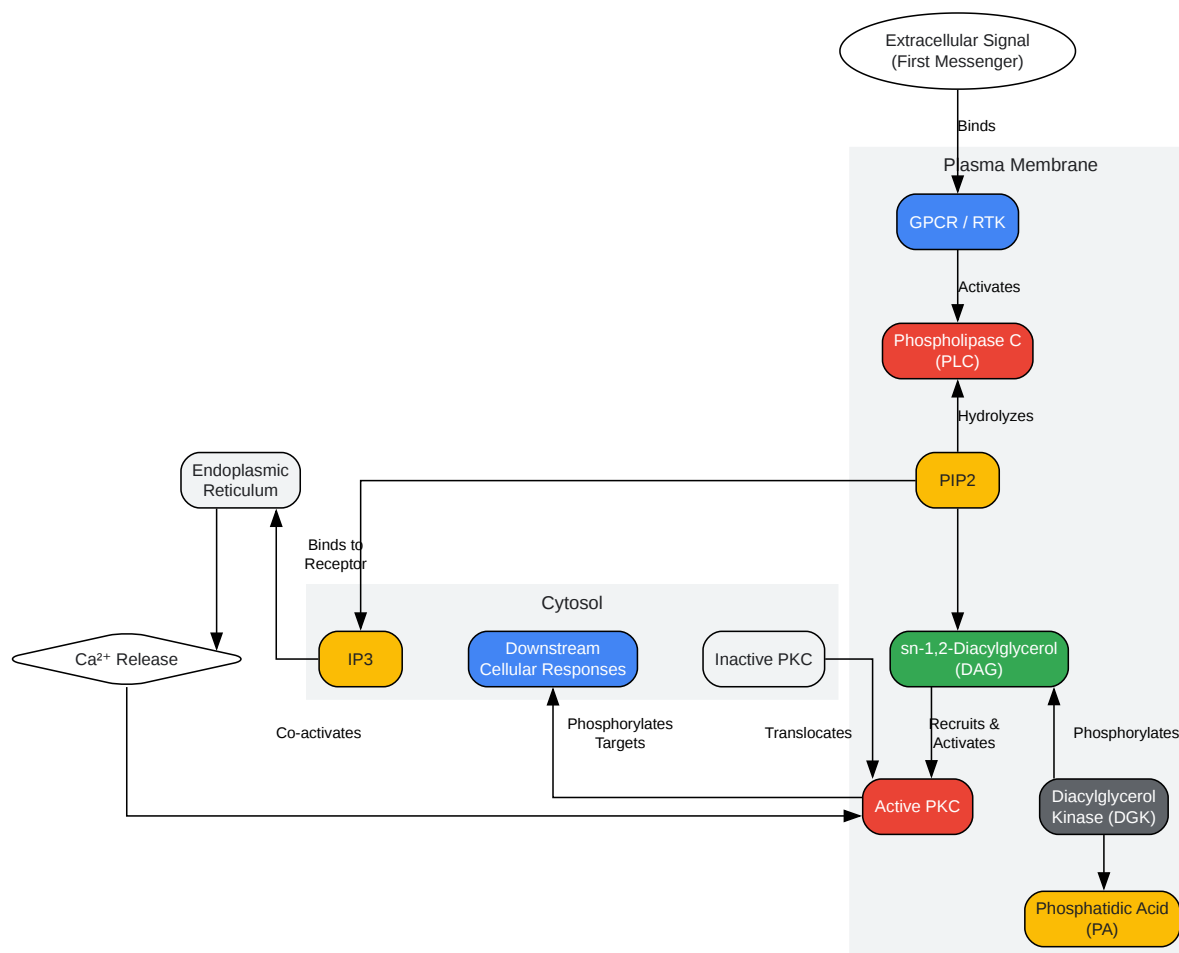 Extracellular Signal
(First Messenger)
Binds
Plasma Membrane
GPCR / RTK
Activates
Phospholipase C
(PLC)
Hydrolyzes
Endoplasmic
Reticulum
PIP2
Binds to
Receptor
Cytosol
Ca²⁺ Release
IP3
Downstream
Cellular Responses
Inactive PKC
sn-1,2-Diacylglycerol
(DAG)
Co-activates
Phosphorylates
Targets
Translocates
Recruits &
Activates
Phosphorylates
Active PKC
Diacylglycerol
Kinase (DGK)
Phosphatidic Acid
(PA)